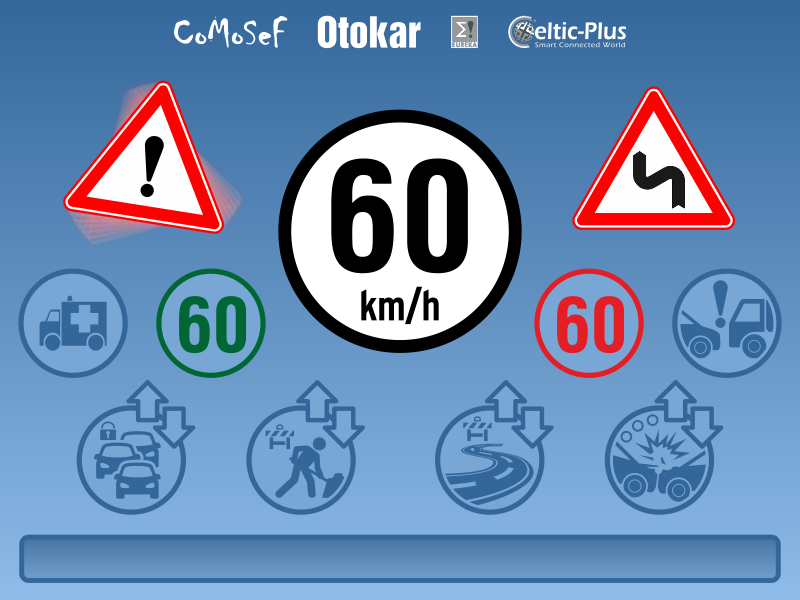 CoMoSeF
Otokar
Σ!
EUREKA
Celtic-Plus
Smart Connected World
!
60
km/h
60
60
!